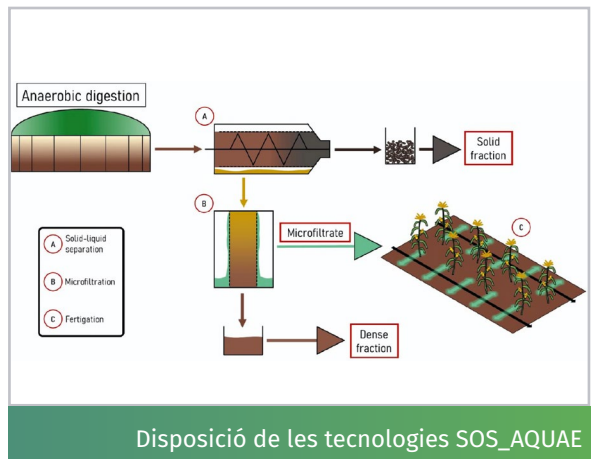 Anaerobic digestion
A
Solid
fraction
B
Microfiltrate
C
A Solid-liquid
separation
B Microfiltration
C Fertigation
Dense
fraction
Disposició de les tecnologies SOS_AQUAE